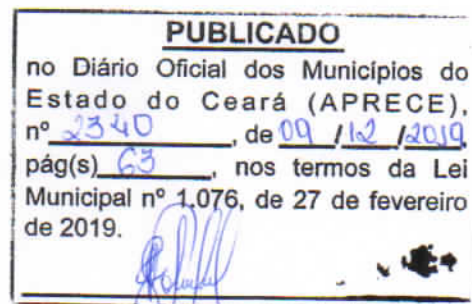 PUBLICADO
no Diário Oficial dos Municípios do
Estado do Ceará (APRECE),
nº 2340, de 09/12/2019,
pág(s) 63, nos termos da Lei
Municipal nº 1.076, de 27 de fevereiro
de 2019.